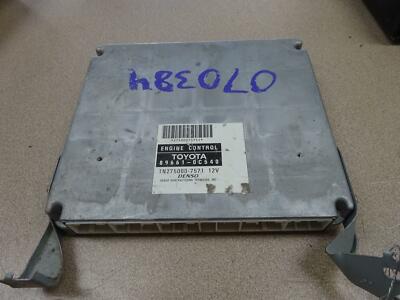 070384
ENGINE CONTROL
TOYOTA
89661-0C540
TN275000-7571 12V
DENSO